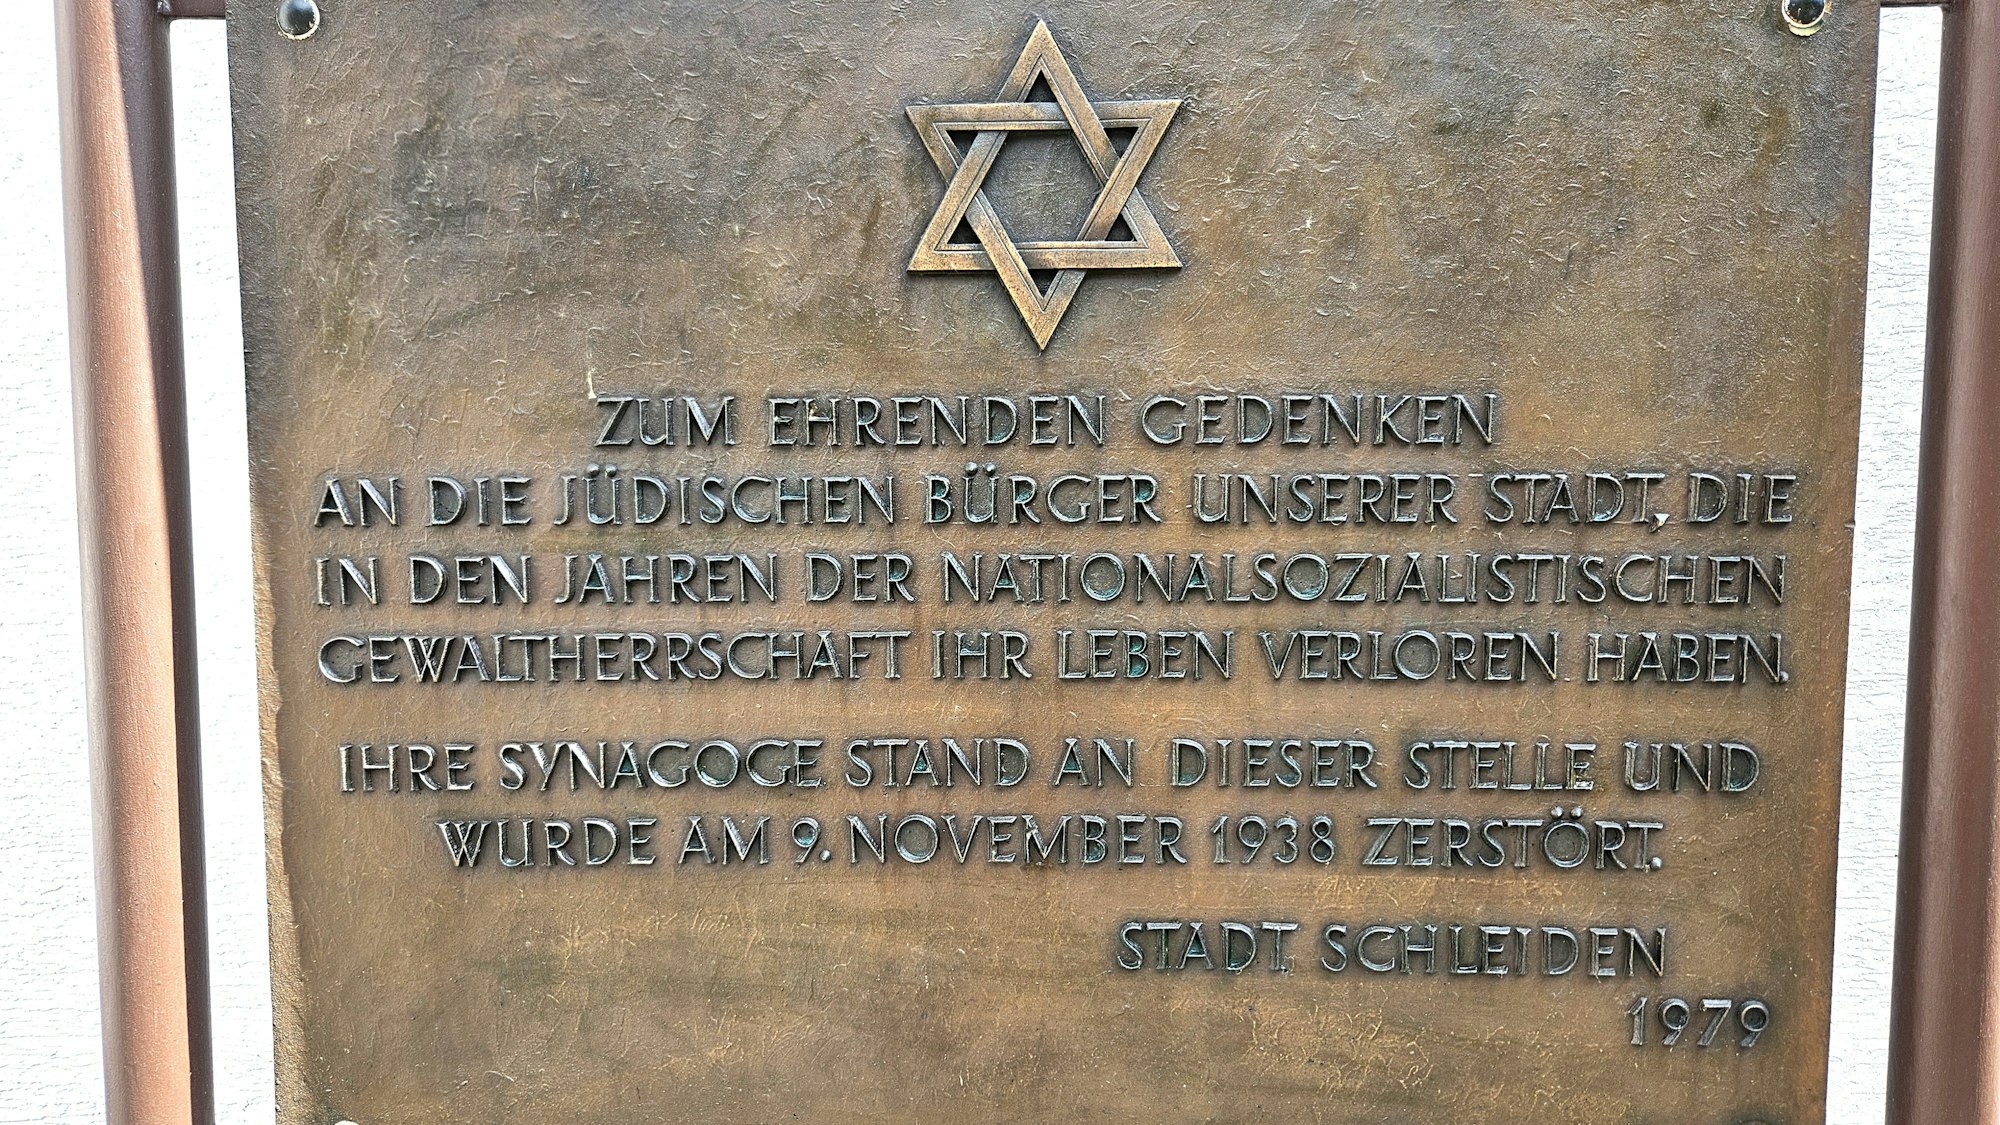 ZUM EHRENDEN GEDENKEN
AN DIE JÜDISCHEN BÜRGER UNSERER STADT, DIE
IN DEN JAHREN DER NATIONALSOZIALISTISCHEN
GEWALTHERRSCHAFT IHR LEBEN VERLOREN HABEN.
IHRE SYNAGOGE STAND AN DIESER STELLE UND
WURDE AM 9. NOVEMBER 1938 ZERSTÖRT.
STADT SCHLEIDEN
1979